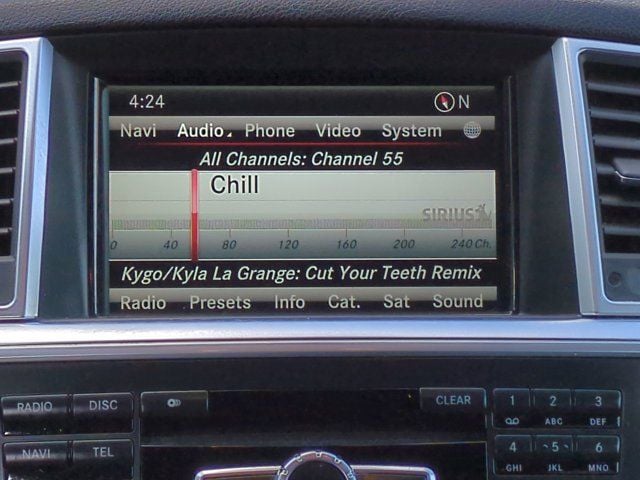 4:24 N
Navi Audio Phone Video System
All Channels: Channel 55
Chill
SIRIUS
0 40 80 120 160 200 240 Ch.
Kygo/Kyla La Grange: Cut Your Teeth Remix
Radio Presets Info Cat. Sat Sound
RADIO DISC CLEAR 1 2 3
ABC DEF
NAVI TEL 4 5 6
GHI JKL MNO